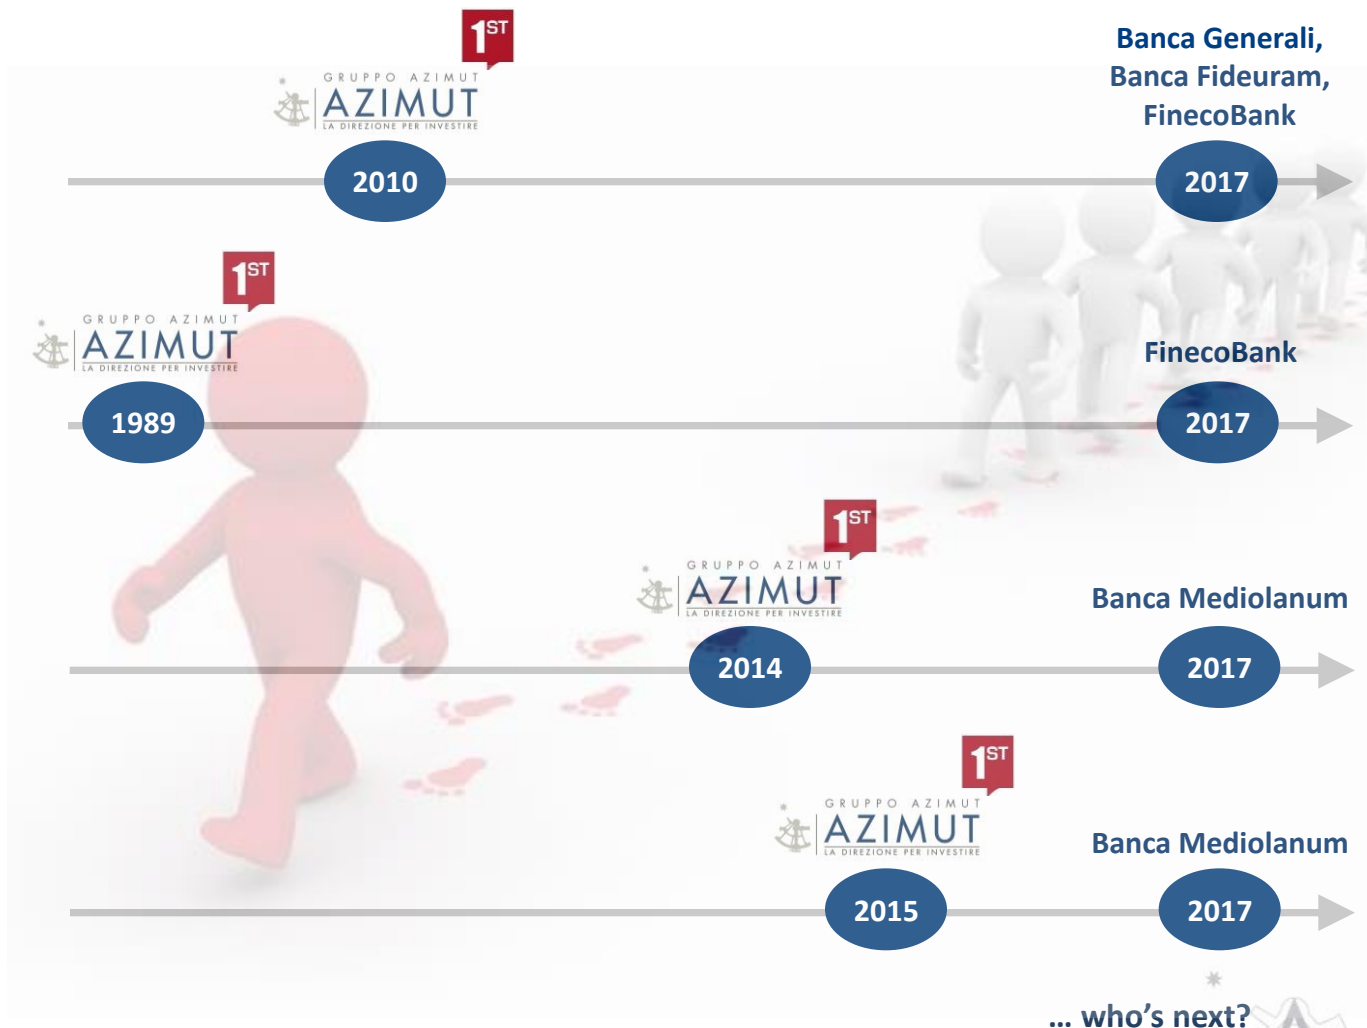 1ST
GRUPPO AZIMUT
AZIMUT
LA DIREZIONE PER INVESTIRE
Banca Generali,
Banca Fideuram,
FinecoBank
2010
2017
1ST
GRUPPO AZIMUT
AZIMUT
LA DIREZIONE PER INVESTIRE
FinecoBank
1989
2017
1ST
GRUPPO AZIMUT
AZIMUT
LA DIREZIONE PER INVESTIRE
Banca Mediolanum
2014
2017
1ST
GRUPPO AZIMUT
AZIMUT
LA DIREZIONE PER INVESTIRE
Banca Mediolanum
2015
2017
... who's next?